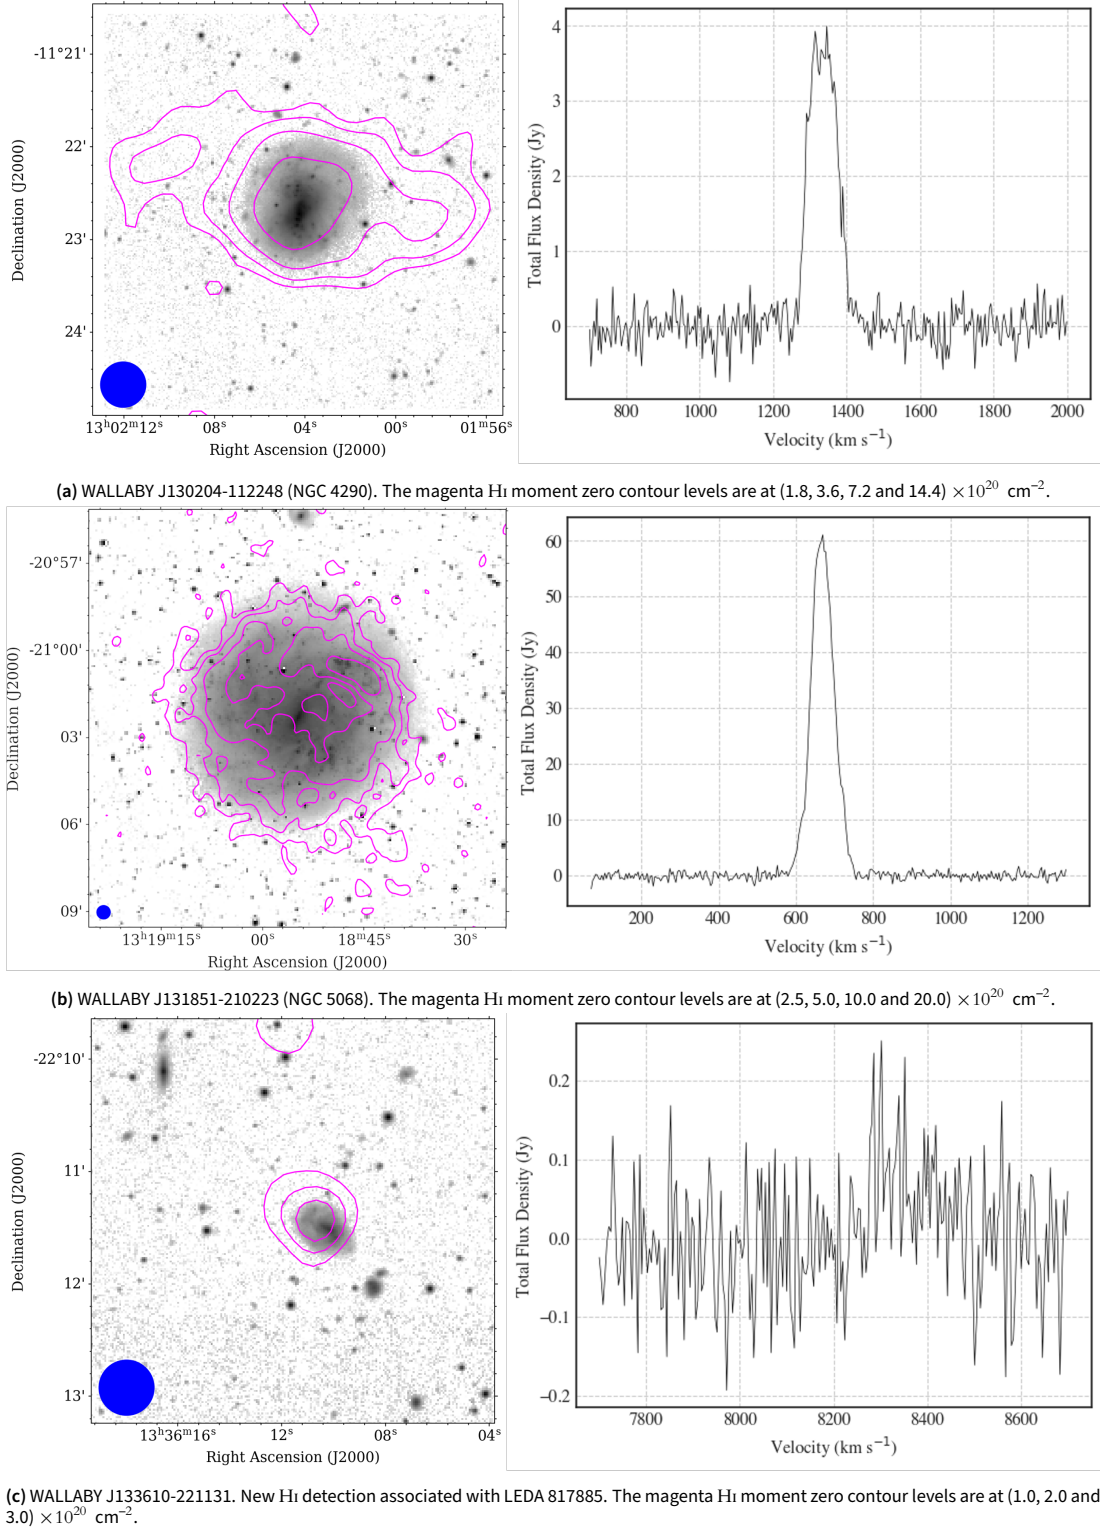 -11°21'
22'
23'
24'
Declination (J2000)
13ʰ02ᵐ12ˢ 08ˢ 04ˢ 00ˢ 01ᵐ56ˢ
Right Ascension (J2000)
4
3
2
1
0
Total Flux Density (Jy)
800 1000 1200 1400 1600 1800 2000
Velocity (km s⁻¹)
(a) WALLABY J130204-112248 (NGC 4290). The magenta HI moment zero contour levels are at (1.8, 3.6, 7.2 and 14.4) ×10²⁰ cm⁻².
-20°57'
-21°00'
03'
06'
09'
Declination (J2000)
13ʰ19ᵐ15ˢ 00ˢ 18ᵐ45ˢ 30ˢ
Right Ascension (J2000)
60
50
40
30
20
10
0
Total Flux Density (Jy)
200 400 600 800 1000 1200
Velocity (km s⁻¹)
(b) WALLABY J131851-210223 (NGC 5068). The magenta HI moment zero contour levels are at (2.5, 5.0, 10.0 and 20.0) ×10²⁰ cm⁻².
-22°10'
11'
12'
13'
Declination (J2000)
13ʰ36ᵐ16ˢ 12ˢ 08ˢ 04ˢ
Right Ascension (J2000)
0.2
0.1
0.0
−0.1
−0.2
Total Flux Density (Jy)
7800 8000 8200 8400 8600
Velocity (km s⁻¹)
(c) WALLABY J133610-221131. New HI detection associated with LEDA 817885. The magenta HI moment zero contour levels are at (1.0, 2.0 and
3.0) ×10²⁰ cm⁻².